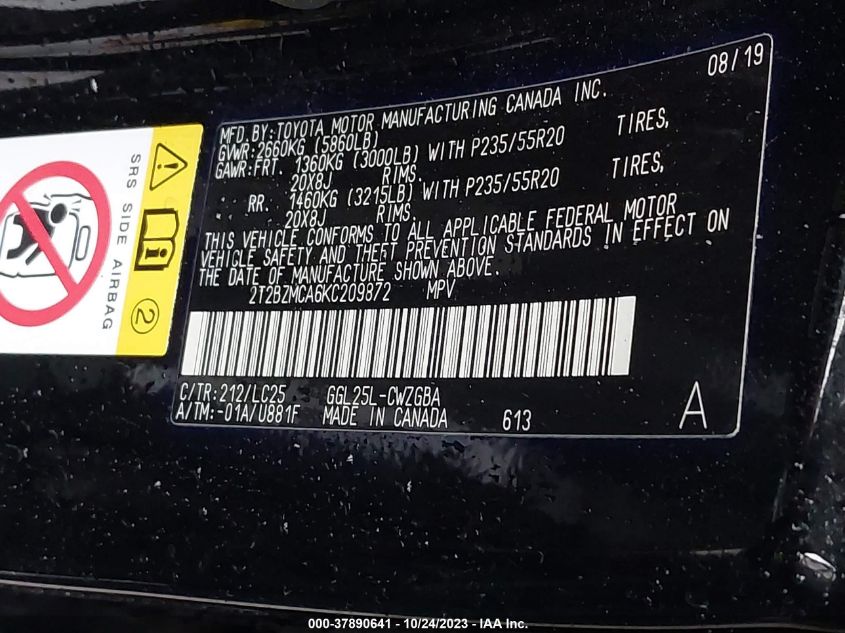 08/19
MFD. BY: TOYOTA MOTOR MANUFACTURING CANADA INC.
GVWR: 2660KG (5860LB)
GAWR: FRT. 1360KG (3000LB) WITH P235/55R20 TIRES,
20X8J RIMS.
" RR. 1460KG (3215LB) WITH P235/55R20 TIRES,
" 20X8J RIMS.
THIS VEHICLE CONFORMS TO ALL APPLICABLE FEDERAL MOTOR
VEHICLE SAFETY AND THEFT PREVENTION STANDARDS IN EFFECT ON
THE DATE OF MANUFACTURE SHOWN ABOVE.
2T2BZMCA6KC209872 MPV
C/TR: 212/LC25 GGL25L-CWZGBA
A/TM: -01A/U881F MADE IN CANADA 613 A
SRS SIDE AIRBAG
2
000-37890641 - 10/24/2023 - IAA Inc.